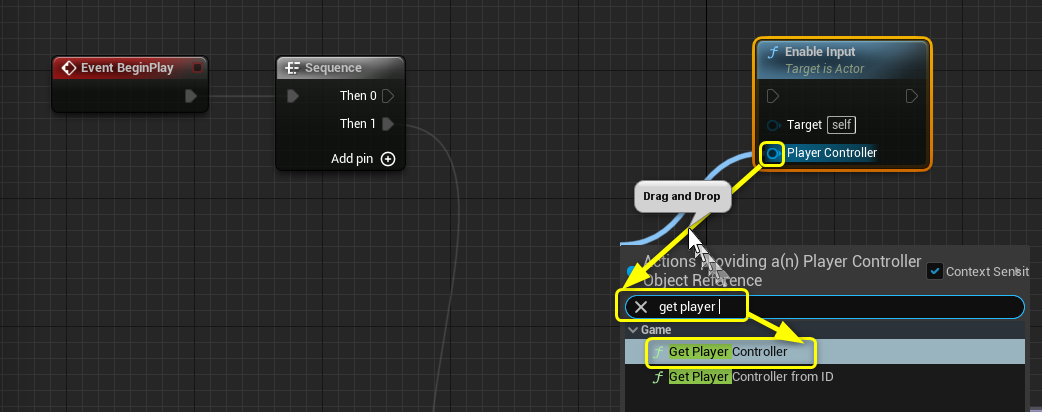 Event BeginPlay
Sequence
Then 0
Then 1
Add pin
Enable Input
Target is Actor
Target self
Player Controller
Drag and Drop
Actions providing a(n) Player Controller
Object Reference
Context Sensit
get player
Game
Get Player Controller
Get Player Controller from ID